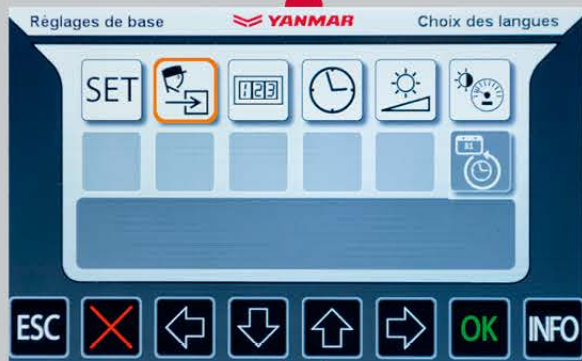 Réglages de base
YANMAR
Choix des langues
SET
123
31
ESC
OK
INFO